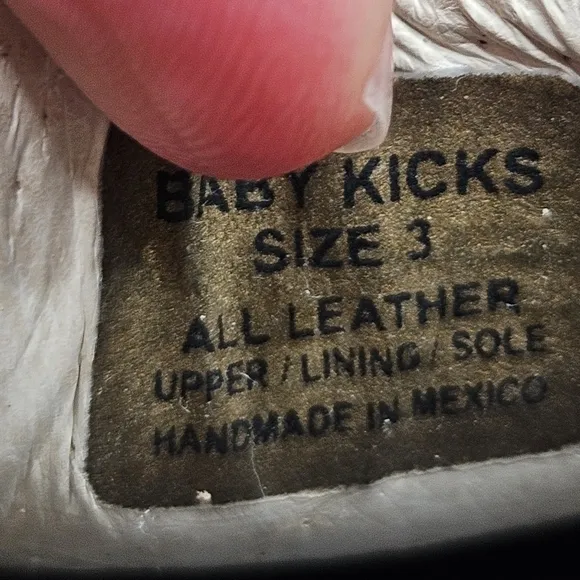 BABY KICKS
SIZE 3
ALL LEATHER
UPPER / LINING / SOLE
HANDMADE IN MEXICO